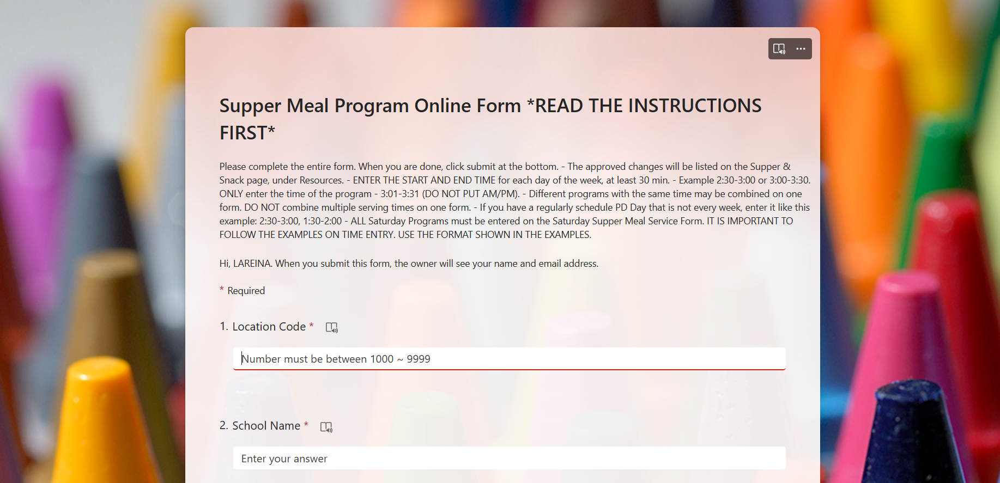 Supper Meal Program Online Form *READ THE INSTRUCTIONS
FIRST*
Please complete the entire form. When you are done, click submit at the bottom. - The approved changes will be listed on the Supper &
Snack page, under Resources. - ENTER THE START AND END TIME for each day of the week, at least 30 min. - Example 2:30-3:00 or 3:00-3:30.
ONLY enter the time of the program - 3:01-3:31 (DO NOT PUT AM/PM). - Different programs with the same time may be combined on one
form. DO NOT combine multiple serving times on one form. - If you have a regularly schedule PD Day that is not every week, enter it like this
example: 2:30-3:00, 1:30-2:00 - ALL Saturday Programs must be entered on the Saturday Supper Meal Service Form. IT IS IMPORTANT TO
FOLLOW THE EXAMPLES ON TIME ENTRY. USE THE FORMAT SHOWN IN THE EXAMPLES.
Hi, LAREINA. When you submit this form, the owner will see your name and email address.
* Required
1. Location Code *
Number must be between 1000 ~ 9999
2. School Name *
Enter your answer